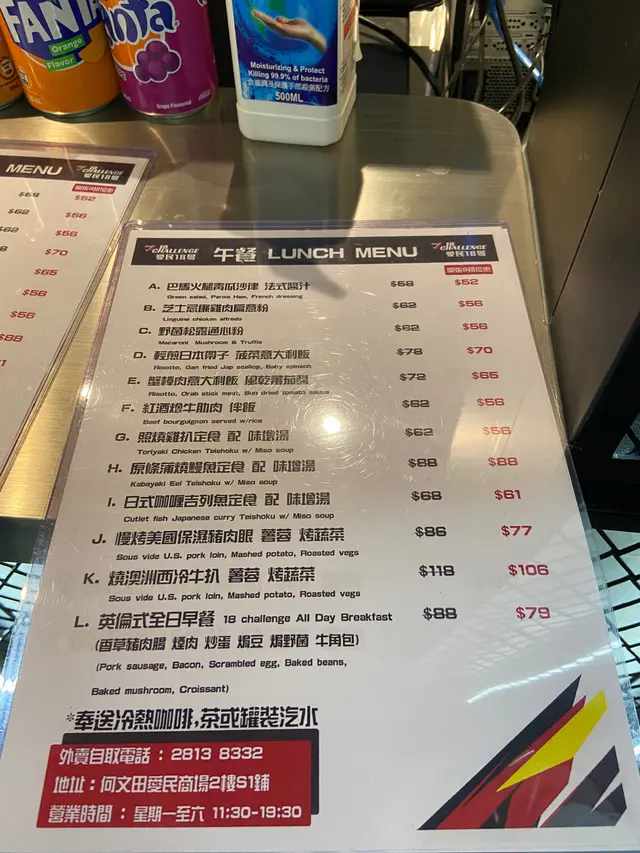 FANTA
Orange
Flavor
Fanta
Grape Flavoured
Moisturizing & Protect
Killing 99.9% of bacteria
500ML
MENU
18 CHALLENGE
愛民18號
$69 $52
$62 $56
$62 $56
$70
$65
$56
$56
$88
18 CHALLENGE
愛民18號
午餐 LUNCH MENU
18 CHALLENGE
愛民18號
A. 巴馬火腿青瓜沙律 法式醬汁 $58 $52
Green salad, Parma Ham, French dressing
B. 芝士忌廉雞肉扁意粉 $62 $56
Linguine chicken alfredo
C. 野菌松露通心粉 $62 $56
Macaroni Mushroom & Truffle
D. 輕煎日本帶子 菠菜意大利飯 $78 $70
Risotto, Gan fried Jap scallop, Baby spinach
E. 蟹棒肉意大利飯 風乾蕃茄醬 $72 $65
Risotto, Crab stick meat, Sun dried tomato sauce
F. 紅酒燴牛肋肉 伴飯 $62 $56
Beef bourguignon served w/rice
G. 照燒雞扒定食 配 味增湯 $62 $56
Toriyaki Chicken Teishoku w/ Miso soup
H. 原條蒲燒鰻魚定食 配 味增湯 $88 $88
Kabayaki Eel Teishoku w/ Miso soup
I. 日式咖喱吉列魚定食 配 味增湯 $68 $61
Cutlet fish Japanese curry Teishoku w/ Miso soup
J. 慢烤美國保濕豬肉眼 薯蓉 烤蔬菜 $86 $77
Sous vide U.S. pork loin, Mashed potato, Roasted vegs
K. 燒澳洲西冷牛扒 薯蓉 烤蔬菜 $118 $106
Sous vide U.S. pork loin, Mashed potato, Roasted vegs
L. 英倫式全日早餐 18 challenge All Day Breakfast $88 $79
(香草豬肉腸 煙肉 炒蛋 焗豆 焗野菌 牛角包)
(Pork sausage, Bacon, Scrambled egg, Baked beans,
Baked mushroom, Croissant)
*奉送冷熱咖啡,茶或罐裝汽水
外賣自取電話 : 2813 8332
地址 : 何文田愛民商場2樓S1舖
營業時間 : 星期一至六 11:30-19:30